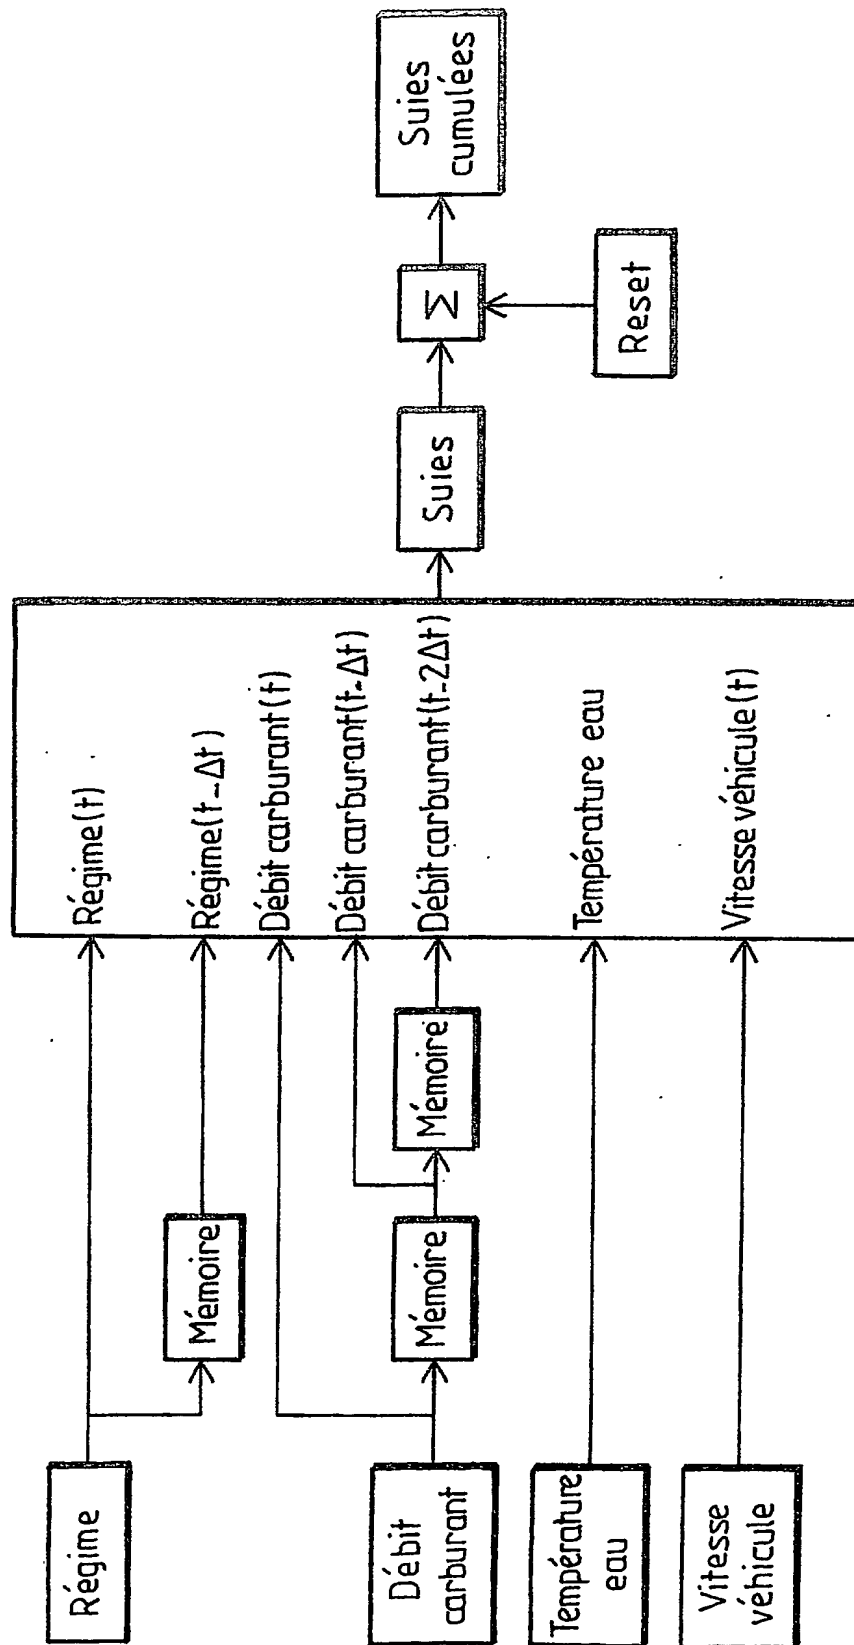 Régime
Débit
carburant
Température
eau
Vitesse
véhicule
Mémoire
Mémoire
Mémoire
Régime(t)
Régime(t-Δt)
Débit carburant(t)
Débit carburant(t-Δt)
Débit carburant(t-2Δt)
Température eau
Vitesse véhicule(t)
Suies
Σ
Reset
Suies
cumulées